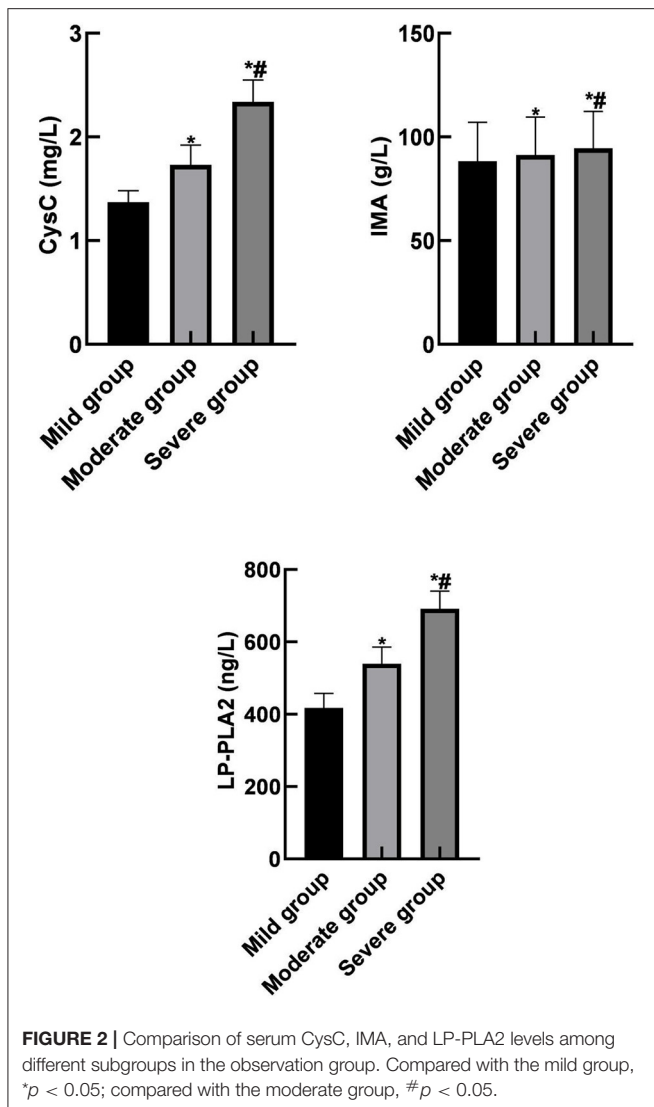 3
2
1
0
CysC (mg/L)
*
*#
Mild group
Moderate group
Severe group
150
100
50
0
IMA (g/L)
*
*#
Mild group
Moderate group
Severe group
800
600
400
200
0
LP-PLA2 (ng/L)
*
*#
Mild group
Moderate group
Severe group
FIGURE 2 | Comparison of serum CysC, IMA, and LP-PLA2 levels among
different subgroups in the observation group. Compared with the mild group,
*p < 0.05; compared with the moderate group, #p < 0.05.